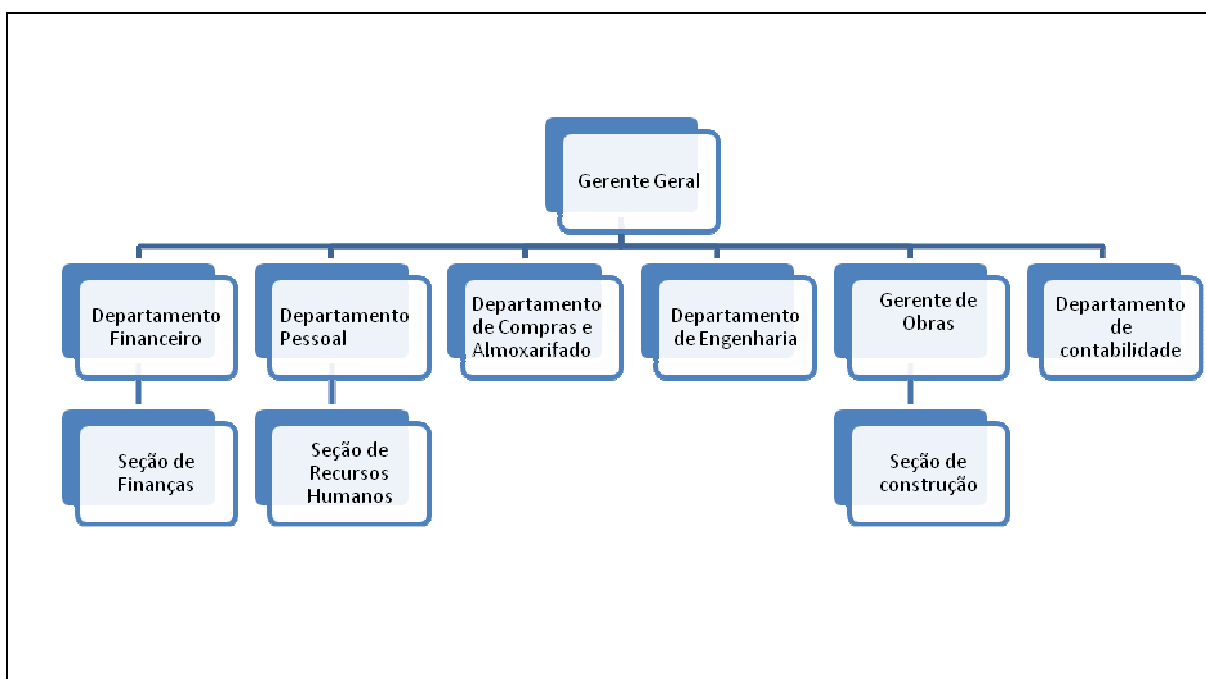 Gerente Geral
Departamento
Financeiro
Departamento
Pessoal
Departamento
de Compras e
Almoxarifado
Departamento
de Engenharia
Gerente de
Obras
Departamento
de
contabilidade
Seção de
Finanças
Seção de
Recursos
Humanos
Seção de
construção